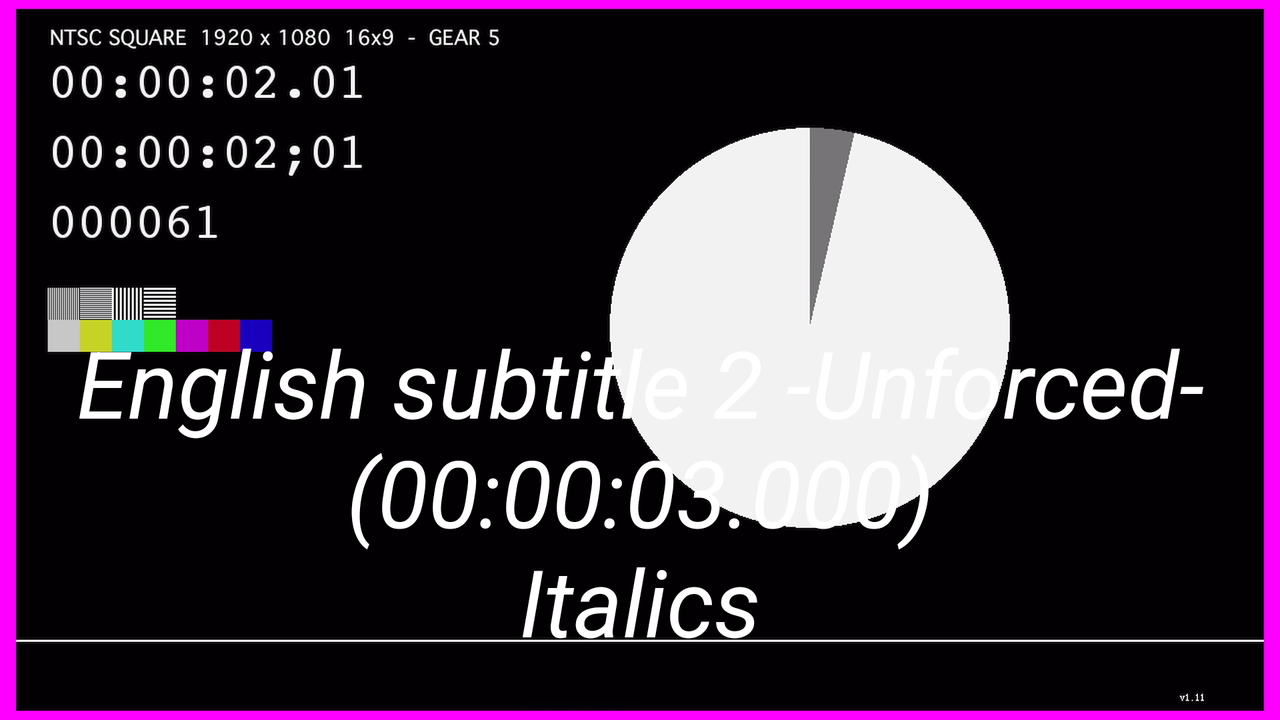 NTSC SQUARE 1920 x 1080 16x9 - GEAR 5
00:00:02.01
00:00:02;01
000061
English subtitle 2 -Unforced-
(00:00:03.000)
Italics
v1.11